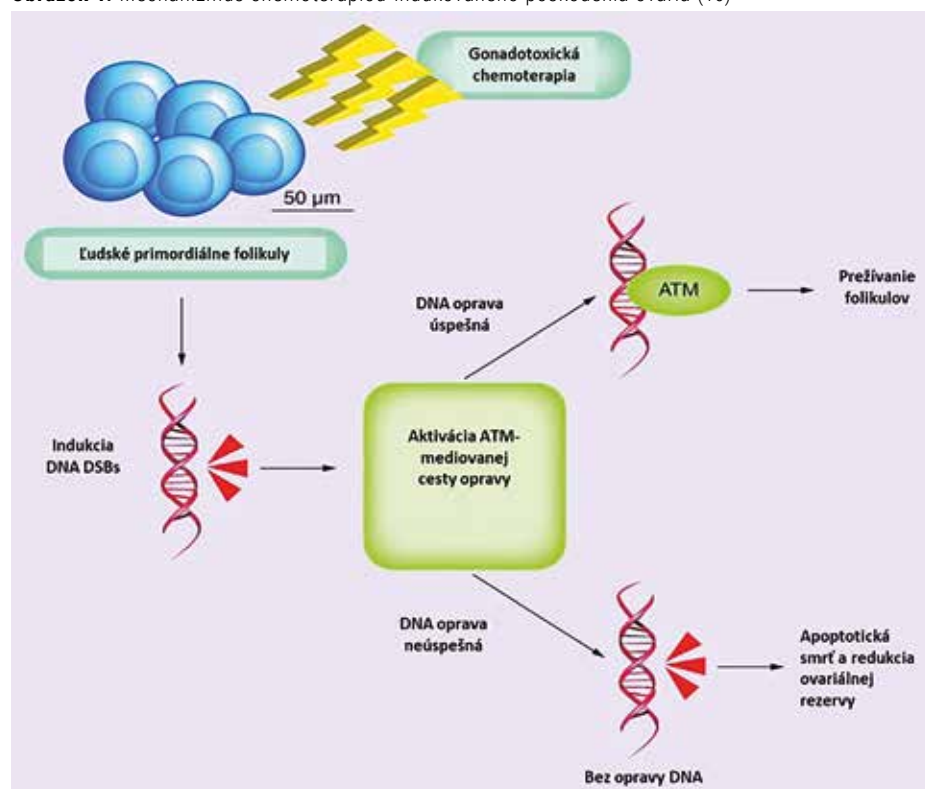 Gonadotoxická
chemoterapia
50 µm
Ľudské primordiálne folikuly
DNA oprava
úspešná
ATM
Prežívanie
folikulov
Indukcia
DNA DSBs
Aktivácia ATM-
mediovanej
cesty opravy
DNA oprava
neúspešná
Apoptotická
smrť a redukcia
ovariálnej
rezervy
Bez opravy DNA